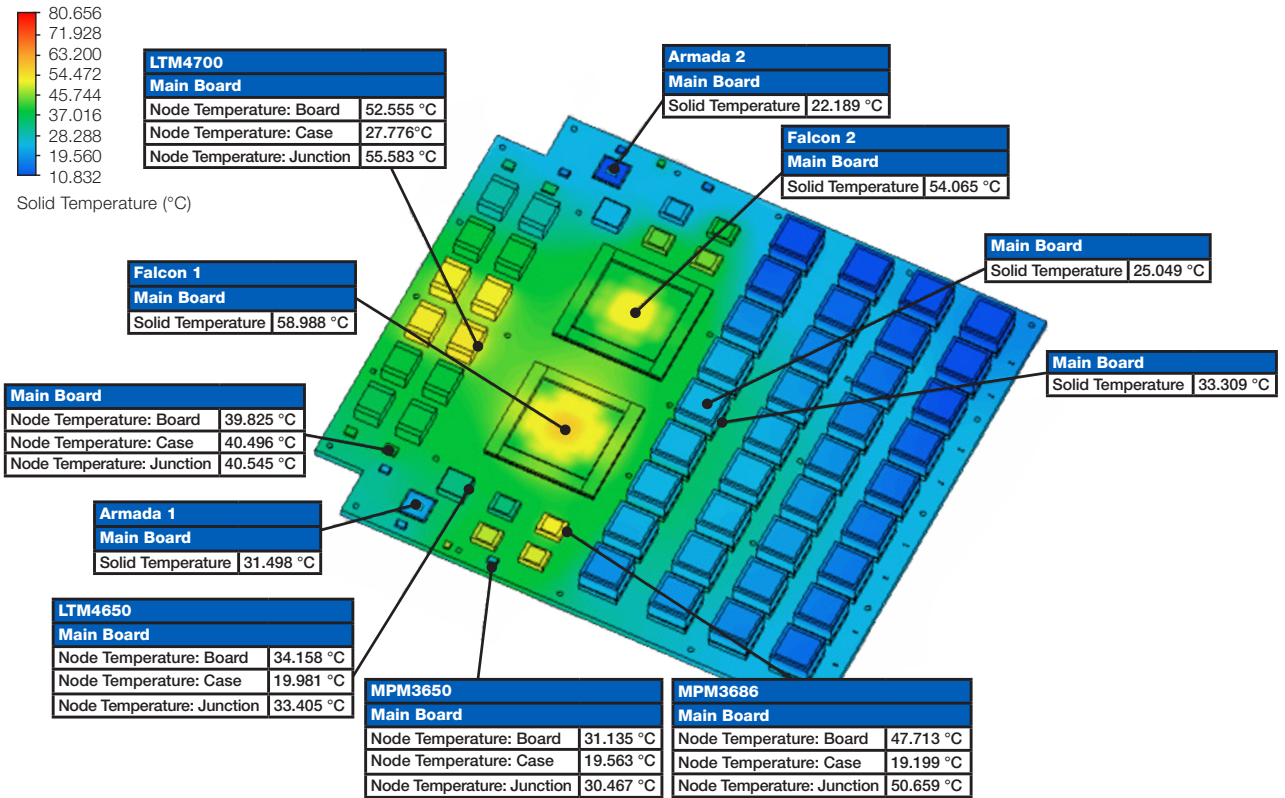 80.656
71.928
63.200
54.472
45.744
37.016
28.288
19.560
10.832
Solid Temperature (°C)
LTM4700
Main Board
Node Temperature: Board 52.555 °C
Node Temperature: Case 27.776°C
Node Temperature: Junction 55.583 °C
Armada 2
Main Board
Solid Temperature 22.189 °C
Falcon 2
Main Board
Solid Temperature 54.065 °C
Main Board
Solid Temperature 25.049 °C
Falcon 1
Main Board
Solid Temperature 58.988 °C
Main Board
Solid Temperature 33.309 °C
Main Board
Node Temperature: Board 39.825 °C
Node Temperature: Case 40.496 °C
Node Temperature: Junction 40.545 °C
Armada 1
Main Board
Solid Temperature 31.498 °C
LTM4650
Main Board
Node Temperature: Board 34.158 °C
Node Temperature: Case 19.981 °C
Node Temperature: Junction 33.405 °C
MPM3650
Main Board
Node Temperature: Board 31.135 °C
Node Temperature: Case 19.563 °C
Node Temperature: Junction 30.467 °C
MPM3686
Main Board
Node Temperature: Board 47.713 °C
Node Temperature: Case 19.199 °C
Node Temperature: Junction 50.659 °C